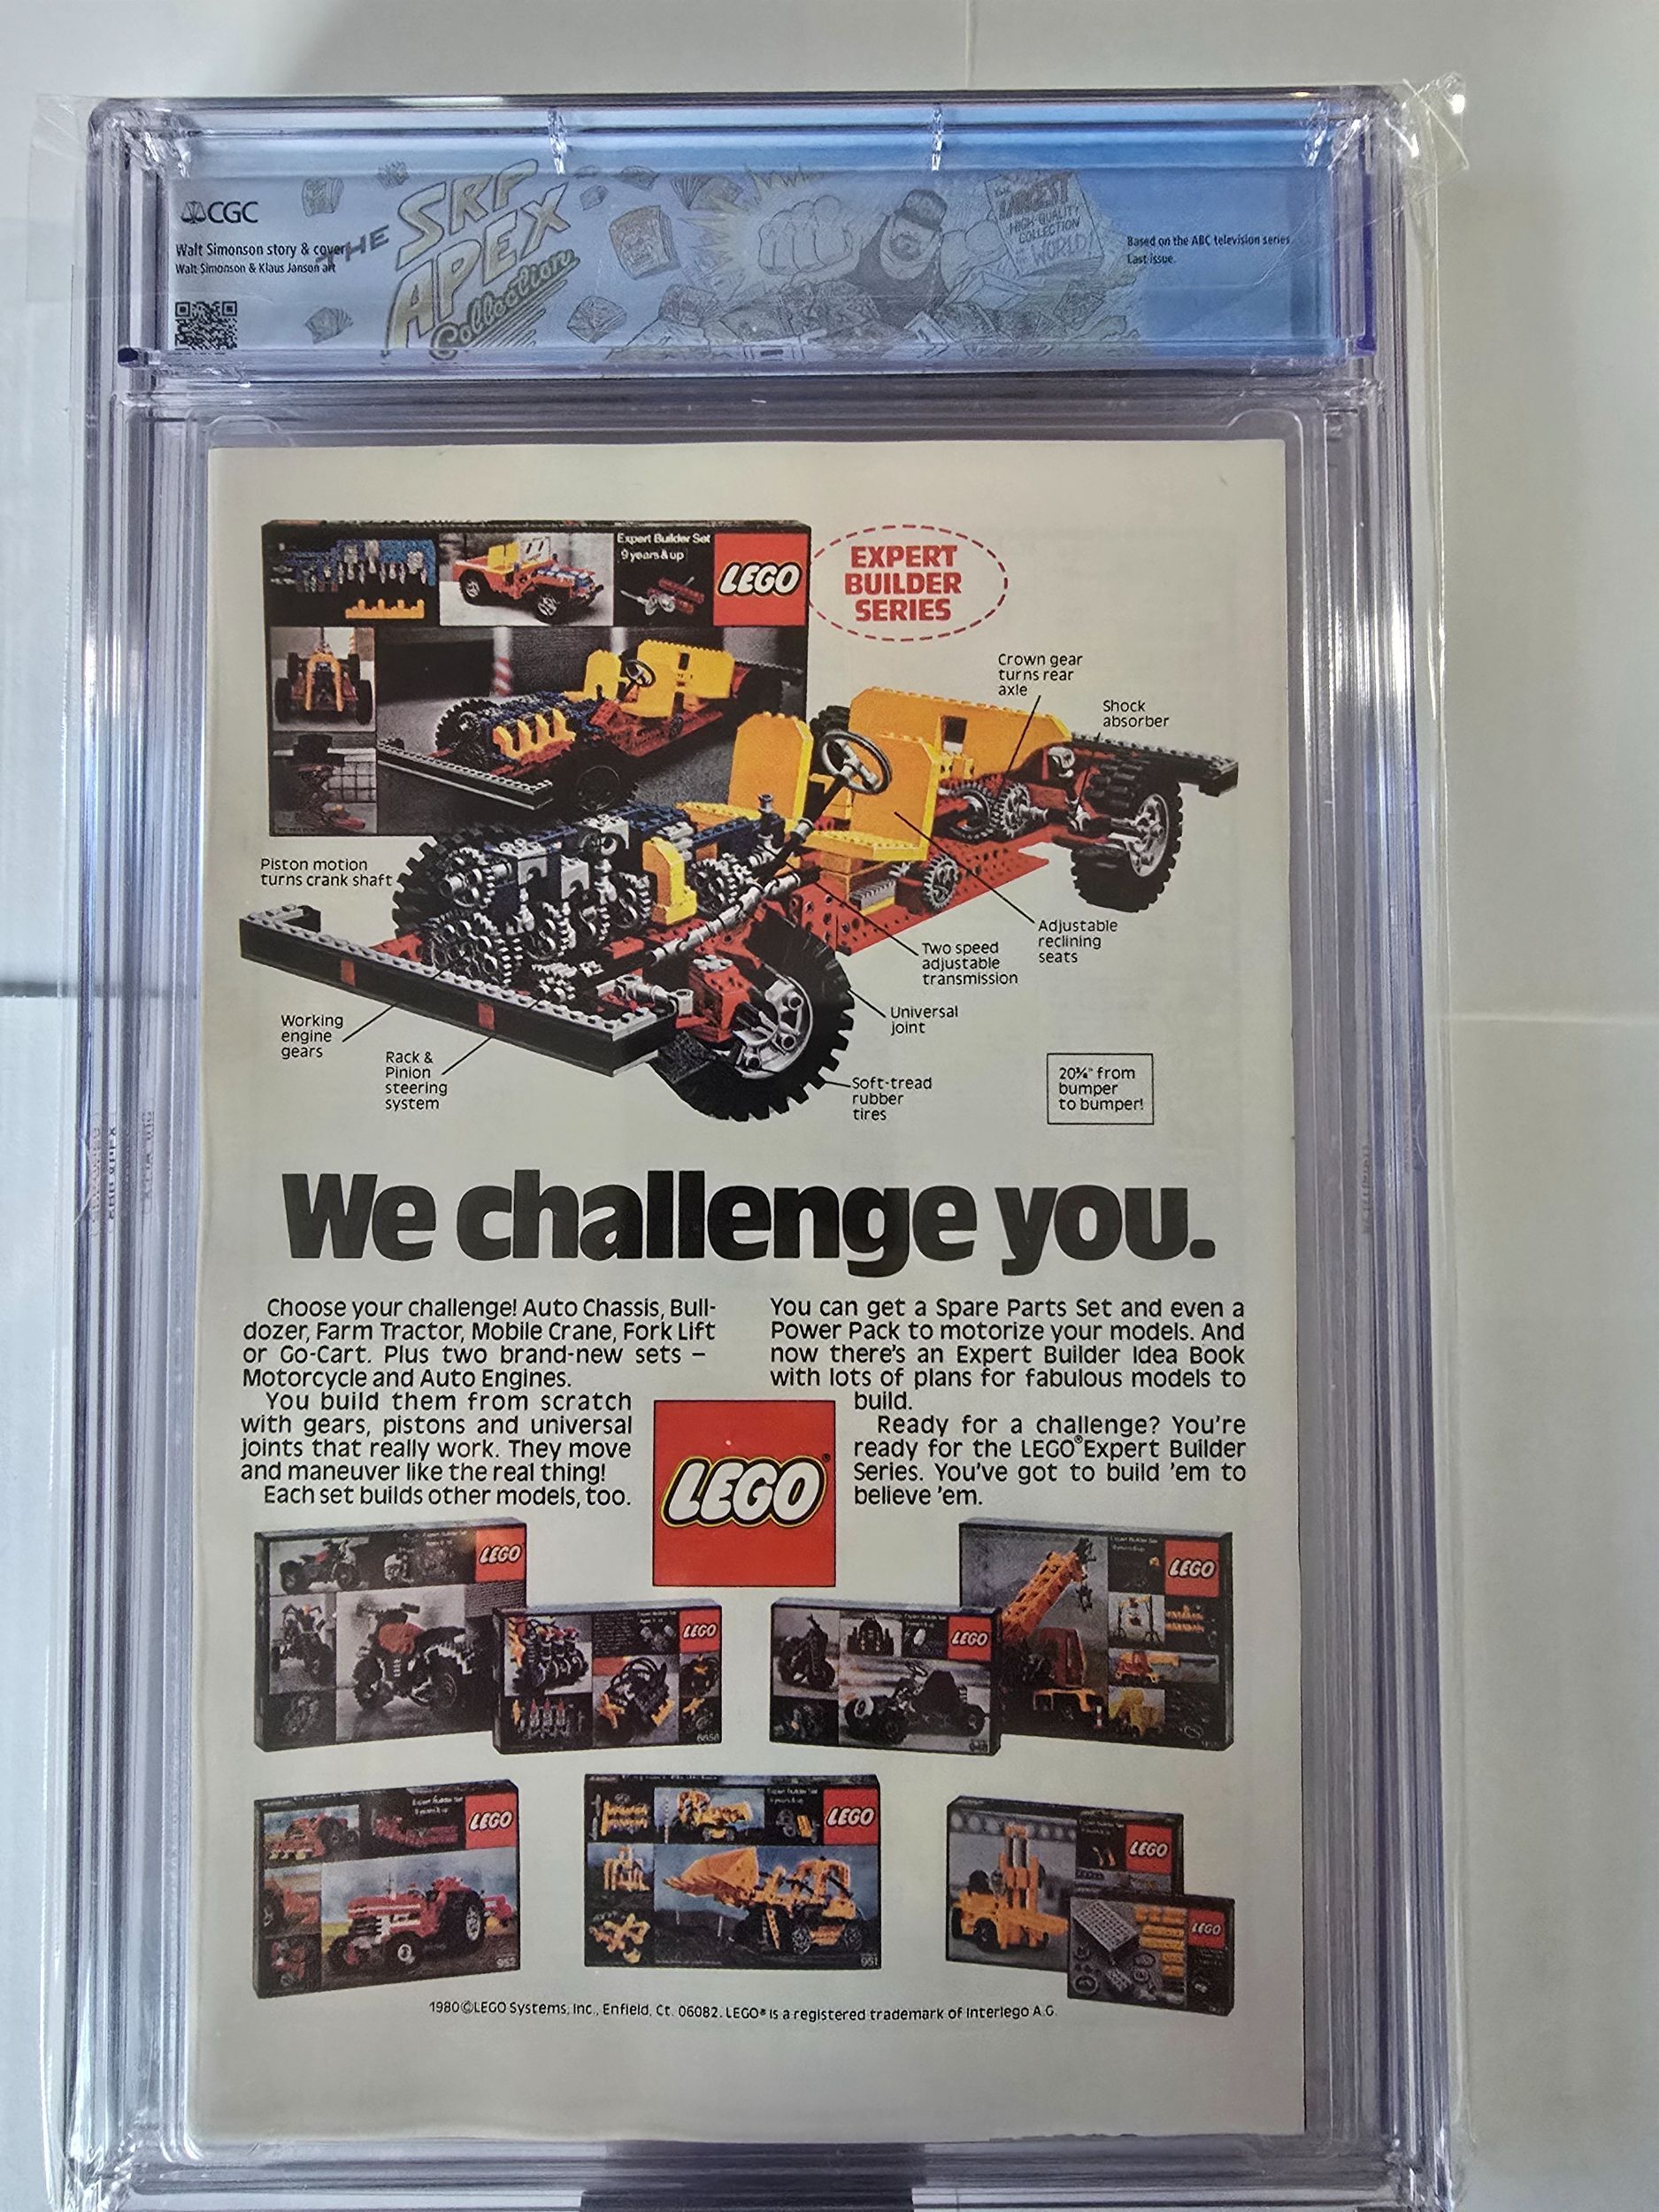 CGC
Walt Simonson story & cover
Walt Simonson & Klaus Janson art
THE
SRP
APEX
Collection
LARGEST
HIGH-QUALITY
COLLECTION
WORLD!
Based on the ABC television series
Last issue.
Expert Builder Set
9 years & up
LEGO
EXPERT
BUILDER
SERIES
Crown gear
turns rear
axle
Shock
absorber
Piston motion
turns crank shaft
Adjustable
reclining
seats
Two speed
adjustable
transmission
Universal
joint
Working
engine
gears
Rack &
Pinion
steering
system
Soft-tread
rubber
tires
20¾" from
bumper
to bumper!
We challenge you.
Choose your challenge! Auto Chassis, Bull-
dozer, Farm Tractor, Mobile Crane, Fork Lift
or Go-Cart. Plus two brand-new sets –
Motorcycle and Auto Engines.
You build them from scratch
with gears, pistons and universal
joints that really work. They move
and maneuver like the real thing!
Each set builds other models, too.
You can get a Spare Parts Set and even a
Power Pack to motorize your models. And
now there's an Expert Builder Idea Book
with lots of plans for fabulous models to
build.
Ready for a challenge? You're
ready for the LEGO® Expert Builder
Series. You've got to build 'em to
believe 'em.
LEGO®
LEGO
LEGO
LEGO
LEGO
LEGO
952
LEGO
951
LEGO
LEGO
1980 © LEGO Systems, Inc., Enfield, Ct. 06082. LEGO® is a registered trademark of Interlego A.G.